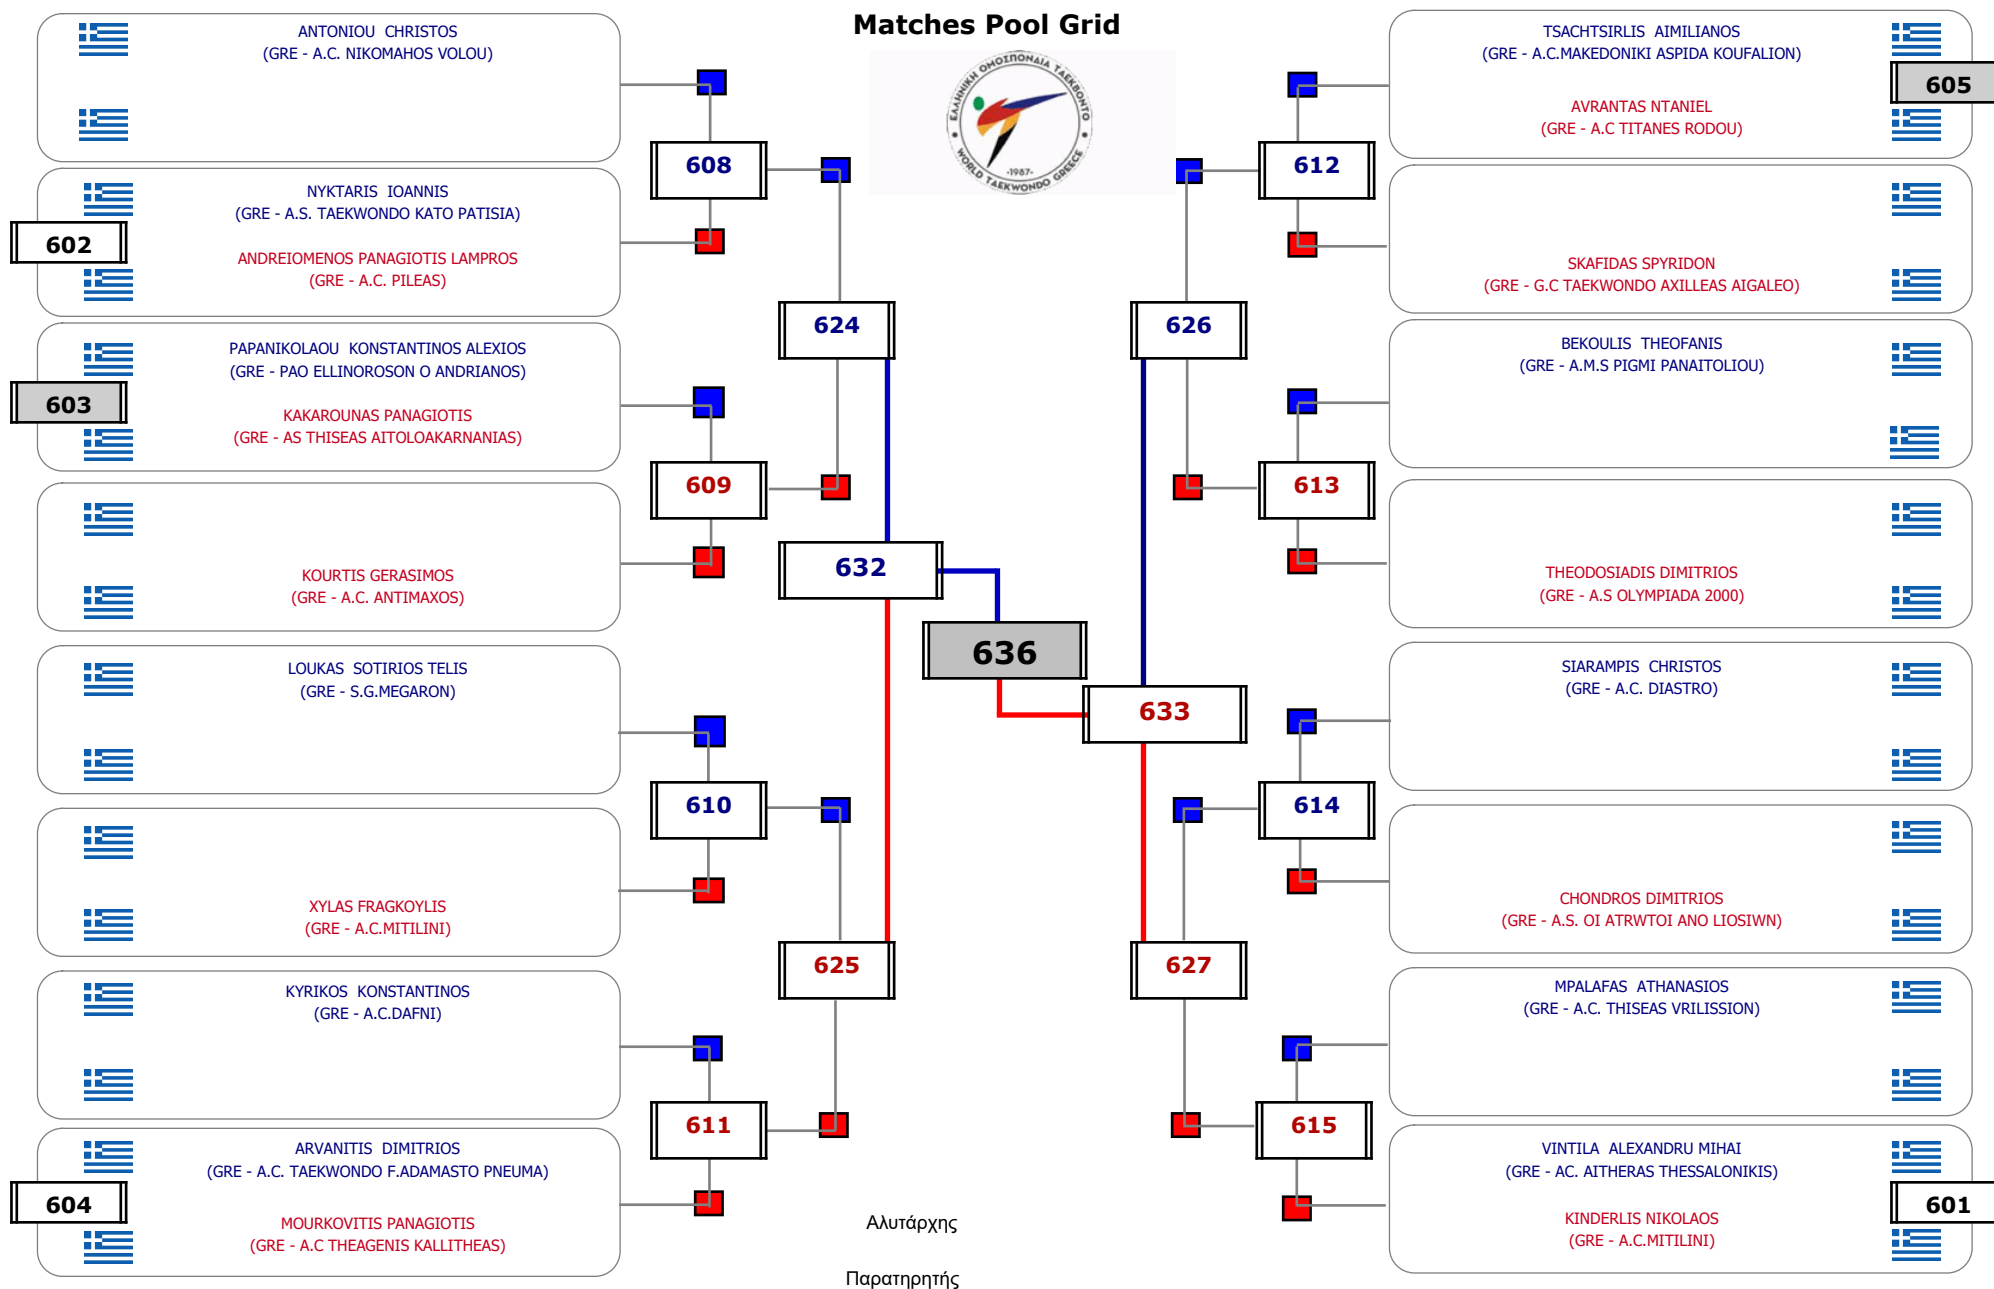 Matches Pool Grid
ΕΛΛΗΝΙΚΗ ΟΜΟΣΠΟΝΔΙΑ ΤΑΕΚΒΟΝΤΟ
WORLD TAEKWONDO GREECE
-1987-
ANTONIOU CHRISTOS
(GRE - A.C. NIKOMAHOS VOLOU)
602
NYKTARIS IOANNIS
(GRE - A.S. TAEKWONDO KATO PATISIA)
ANDREIOMENOS PANAGIOTIS LAMPROS
(GRE - A.C. PILEAS)
603
PAPANIKOLAOU KONSTANTINOS ALEXIOS
(GRE - PAO ELLINOROSON O ANDRIANOS)
KAKAROUNAS PANAGIOTIS
(GRE - AS THISEAS AITOLOAKARNANIAS)
KOURTIS GERASIMOS
(GRE - A.C. ANTIMAXOS)
LOUKAS SOTIRIOS TELIS
(GRE - S.G.MEGARON)
XYLAS FRAGKOYLIS
(GRE - A.C.MITILINI)
KYRIKOS KONSTANTINOS
(GRE - A.C.DAFNI)
604
ARVANITIS DIMITRIOS
(GRE - A.C. TAEKWONDO F.ADAMASTO PNEUMA)
MOURKOVITIS PANAGIOTIS
(GRE - A.C THEAGENIS KALLITHEAS)
608
609
610
611
624
625
632
636
633
626
627
612
613
614
615
TSACHTSIRLIS AIMILIANOS
(GRE - A.C.MAKEDONIKI ASPIDA KOUFALION)
605
AVRANTAS NTANIEL
(GRE - A.C TITANES RODOU)
SKAFIDAS SPYRIDON
(GRE - G.C TAEKWONDO AXILLEAS AIGALEO)
BEKOULIS THEOFANIS
(GRE - A.M.S PIGMI PANAITOLIOU)
THEODOSIADIS DIMITRIOS
(GRE - A.S OLYMPIADA 2000)
SIARAMPIS CHRISTOS
(GRE - A.C. DIASTRO)
CHONDROS DIMITRIOS
(GRE - A.S. OI ATRWTOI ANO LIOSIWN)
MPALAFAS ATHANASIOS
(GRE - A.C. THISEAS VRILISSION)
VINTILA ALEXANDRU MIHAI
(GRE - AC. AITHERAS THESSALONIKIS)
601
KINDERLIS NIKOLAOS
(GRE - A.C.MITILINI)
Αλυτάρχης
Παρατηρητής